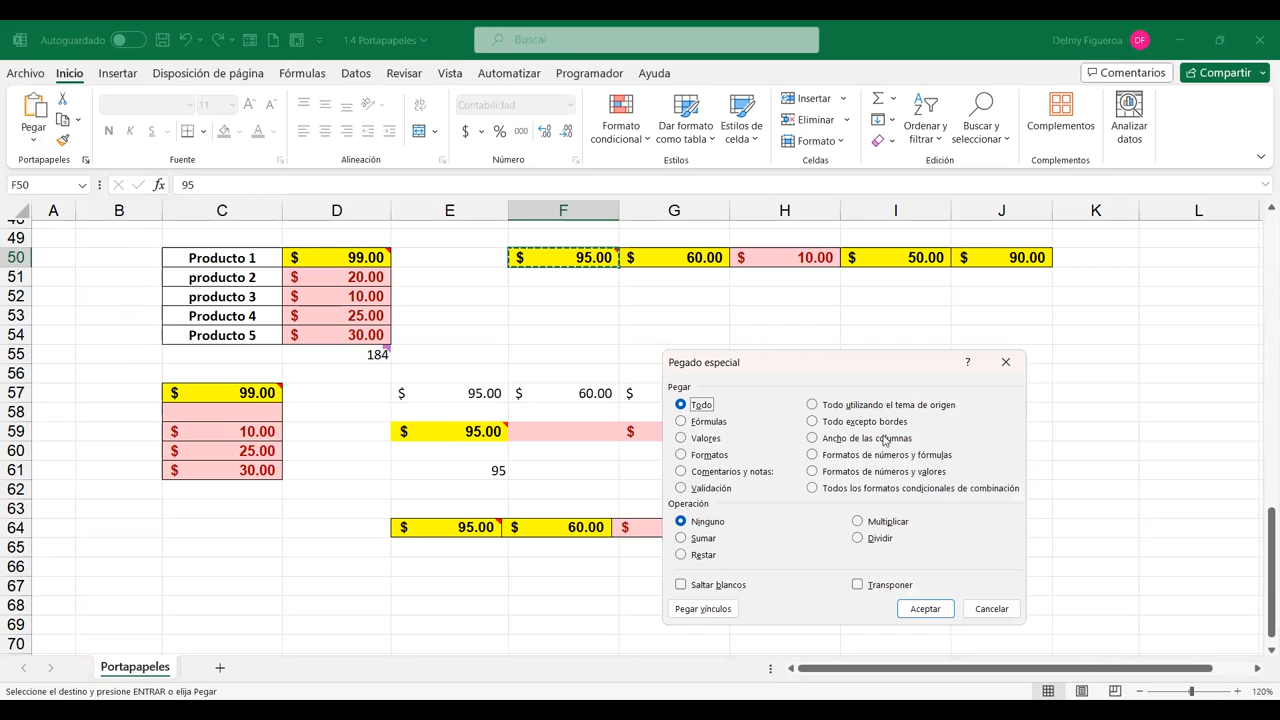 Autoguardado
1.4 Portapapeles
Buscar
Delmy Figueroa
DF
Archivo Inicio Insertar Disposición de página Fórmulas Datos Revisar Vista Automatizar Programador Ayuda
Comentarios
Compartir
Pegar
11
Contabilidad
Formato condicional
Dar formato como tabla
Estilos de celda
Insertar
Eliminar
Formato
Ordenar y filtrar
Buscar y seleccionar
Complementos
Analizar datos
Portapapeles Fuente Alineación Número Estilos Celdas Edición Complementos
F50 fx 95
A B C D E F G H I J K L
49
50 Producto 1 $ 99.00 $ 95.00 $ 60.00 $ 10.00 $ 50.00 $ 90.00
51 producto 2 $ 20.00
52 producto 3 $ 10.00
53 Producto 4 $ 25.00
54 Producto 5 $ 30.00
55 184
56
57 $ 99.00 $ 95.00 $ 60.00 $
58
59 $ 10.00 $ 95.00 $
60 $ 25.00
61 $ 30.00 95
62
63
64 $ 95.00 $ 60.00 $
65
66
67
68
69
70
Pegado especial ?
Pegar
Todo
Fórmulas
Valores
Formatos
Comentarios y notas:
Validación
Todo utilizando el tema de origen
Todo excepto bordes
Ancho de las columnas
Formatos de números y fórmulas
Formatos de números y valores
Todos los formatos condicionales de combinación
Operación
Ninguno
Sumar
Restar
Multiplicar
Dividir
Saltar blancos
Transponer
Pegar vínculos
Aceptar
Cancelar
Portapapeles
Seleccione el destino y presione ENTRAR o elija Pegar
120%